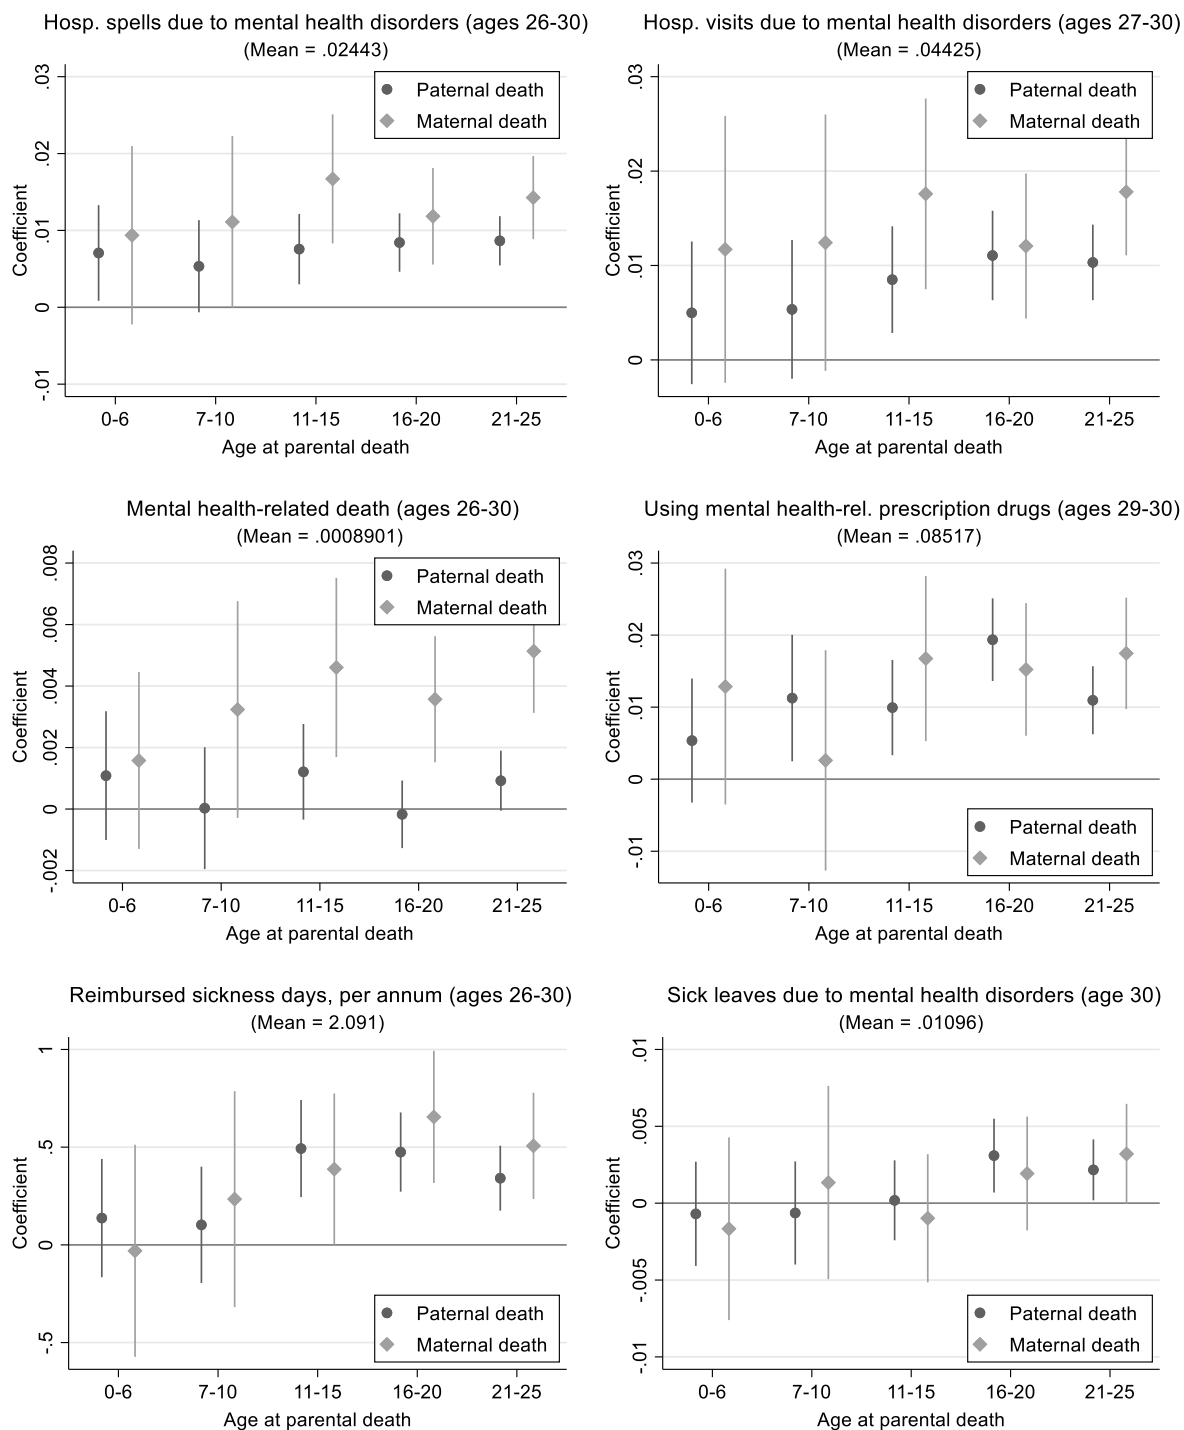 Hosp. spells due to mental health disorders (ages 26-30)
(Mean = .02443)
Coefficient
.03
.02
.01
0
-.01
Paternal death
Maternal death
0-6 7-10 11-15 16-20 21-25
Age at parental death
Hosp. visits due to mental health disorders (ages 27-30)
(Mean = .04425)
Coefficient
.03
.02
.01
0
Paternal death
Maternal death
0-6 7-10 11-15 16-20 21-25
Age at parental death
Mental health-related death (ages 26-30)
(Mean = .0008901)
Coefficient
.008
.006
.004
.002
0
-.002
Paternal death
Maternal death
0-6 7-10 11-15 16-20 21-25
Age at parental death
Using mental health-rel. prescription drugs (ages 29-30)
(Mean = .08517)
Coefficient
.03
.02
.01
0
-.01
Paternal death
Maternal death
0-6 7-10 11-15 16-20 21-25
Age at parental death
Reimbursed sickness days, per annum (ages 26-30)
(Mean = 2.091)
Coefficient
1
.5
0
-.5
Paternal death
Maternal death
0-6 7-10 11-15 16-20 21-25
Age at parental death
Sick leaves due to mental health disorders (age 30)
(Mean = .01096)
Coefficient
.01
.005
0
-.005
-.01
Paternal death
Maternal death
0-6 7-10 11-15 16-20 21-25
Age at parental death